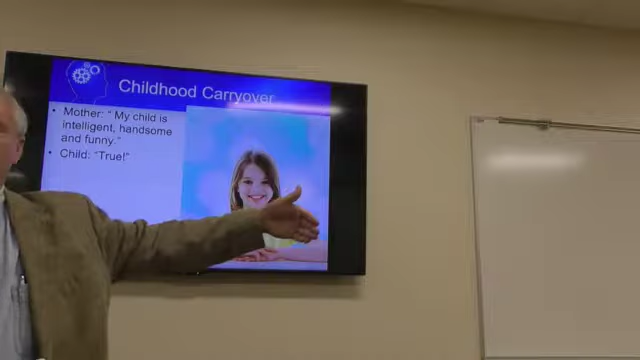 Childhood Carryover
• Mother: " My child is
intelligent, handsome
and funny."
• Child: "True!"